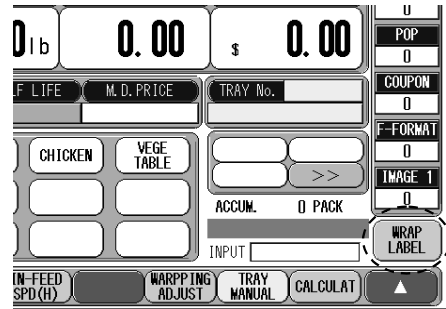 0
POP
0
0 lb 0.00 $ 0.00
COUPON
0
LF LIFE M.D.PRICE TRAY No.
F-FORMAT
0
CHICKEN VEGE
TABLE
>>
IMAGE 1
0
ACCUM. 0 PACK
WRAP
LABEL
INPUT
IN-FEED
SPD(H)
WARPPING
ADJUST
TRAY
MANUAL
CALCULAT
▲